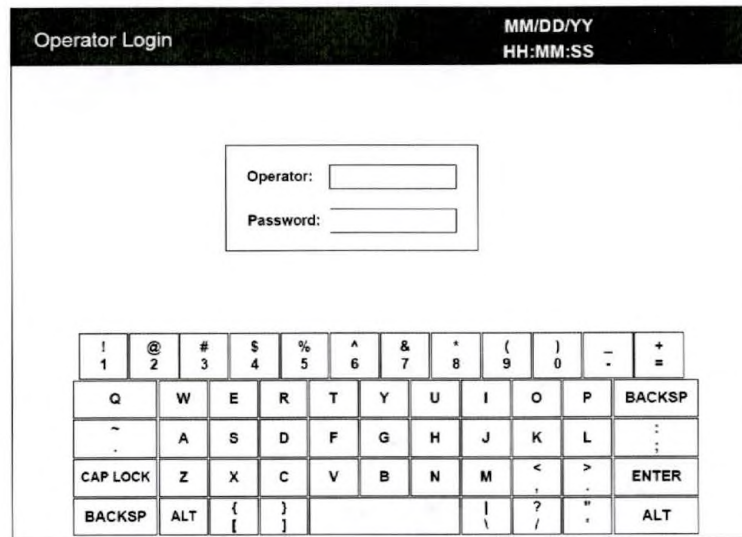 Operator Login
MM/DD/YY
HH:MM:SS
Operator:
Password:
! @ # $ % ^ & * ( ) _ +
1 2 3 4 5 6 7 8 9 0 - =
Q W E R T Y U I O P BACKSP
~ A S D F G H J K L :
. ;
CAP LOCK Z X C V B N M < > ENTER
, .
BACKSP ALT { } | ? " ALT
[ ] \ / '